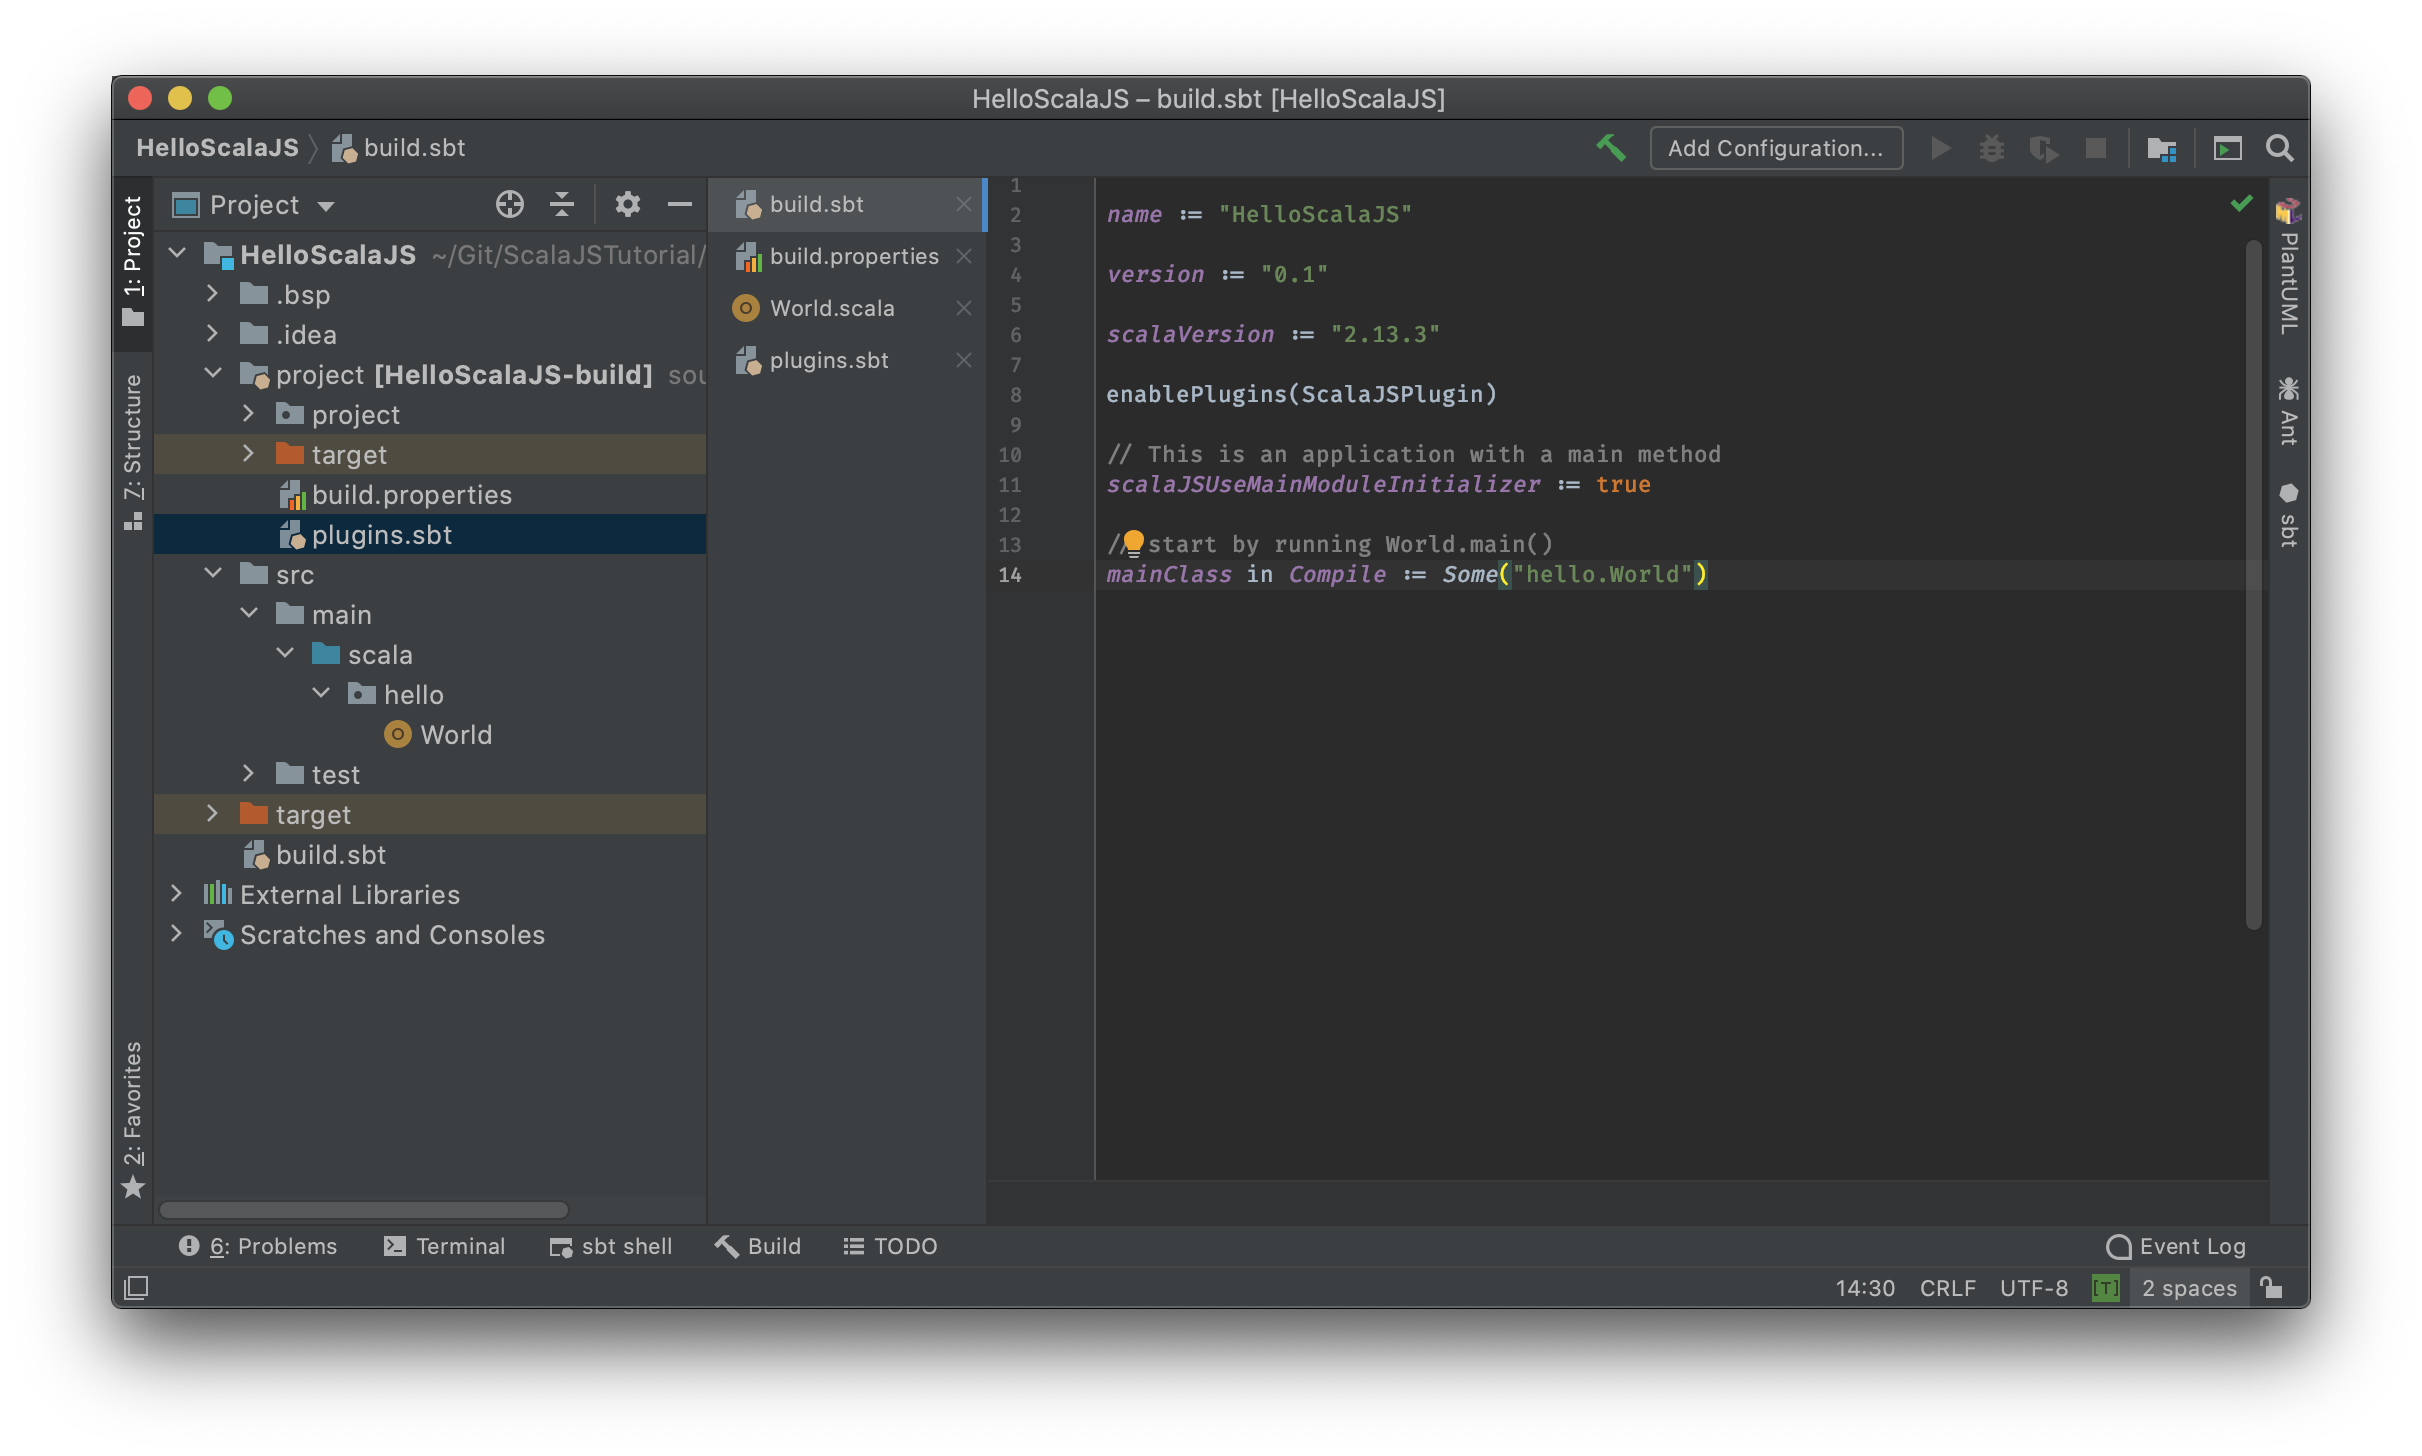 HelloScalaJS – build.sbt [HelloScalaJS]
HelloScalaJS build.sbt
Add Configuration...
1: Project
7: Structure
2: Favorites
Project
HelloScalaJS ~/Git/ScalaJSTutorial/
.bsp
.idea
project [HelloScalaJS-build] sou
project
target
build.properties
plugins.sbt
src
main
scala
hello
World
test
target
build.sbt
External Libraries
Scratches and Consoles
build.sbt
build.properties
World.scala
plugins.sbt
1
2 name := "HelloScalaJS"
3
4 version := "0.1"
5
6 scalaVersion := "2.13.3"
7
8 enablePlugins(ScalaJSPlugin)
9
10 // This is an application with a main method
11 scalaJSUseMainModuleInitializer := true
12
13 // start by running World.main()
14 mainClass in Compile := Some("hello.World")
PlantUML
Ant
sbt
6: Problems Terminal sbt shell Build TODO Event Log
14:30 CRLF UTF-8 [T] 2 spaces